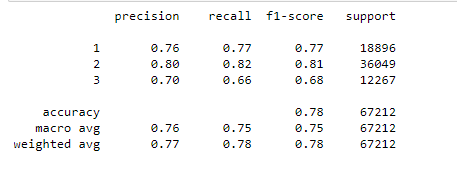 precision recall f1-score support
1 0.76 0.77 0.77 18896
2 0.80 0.82 0.81 36049
3 0.70 0.66 0.68 12267
accuracy 0.78 67212
macro avg 0.76 0.75 0.75 67212
weighted avg 0.77 0.78 0.78 67212